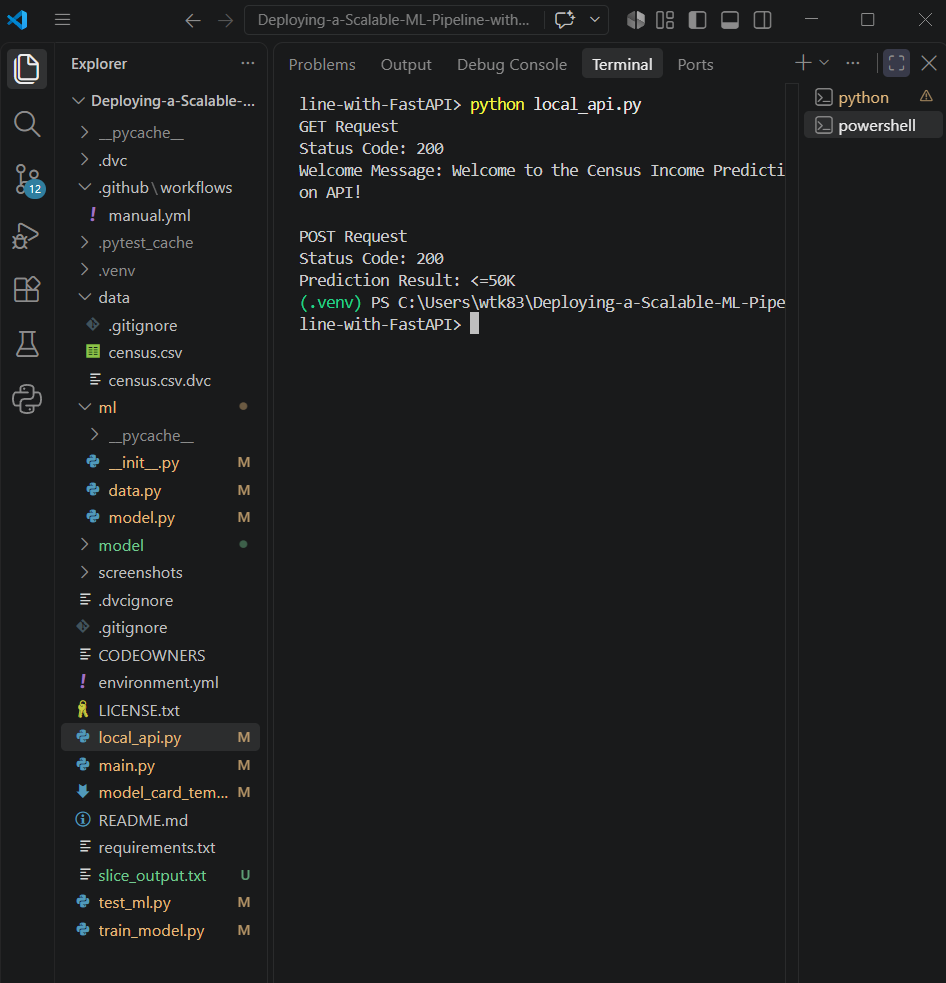 Deploying-a-Scalable-ML-Pipeline-with...
Explorer
...
Deploying-a-Scalable-...
__pycache__
.dvc
.github\workflows
! manual.yml
.pytest_cache
.venv
data
.gitignore
census.csv
census.csv.dvc
ml
__pycache__
__init__.py M
data.py M
model.py M
model
screenshots
.dvcignore
.gitignore
CODEOWNERS
! environment.yml
LICENSE.txt
local_api.py M
main.py M
model_card_tem... M
README.md
requirements.txt
slice_output.txt U
test_ml.py M
train_model.py M
12
Problems Output Debug Console Terminal Ports
line-with-FastAPI> python local_api.py
GET Request
Status Code: 200
Welcome Message: Welcome to the Census Income Predicti
on API!
POST Request
Status Code: 200
Prediction Result: <=50K
(.venv) PS C:\Users\wtk83\Deploying-a-Scalable-ML-Pipe
line-with-FastAPI>
python
powershell